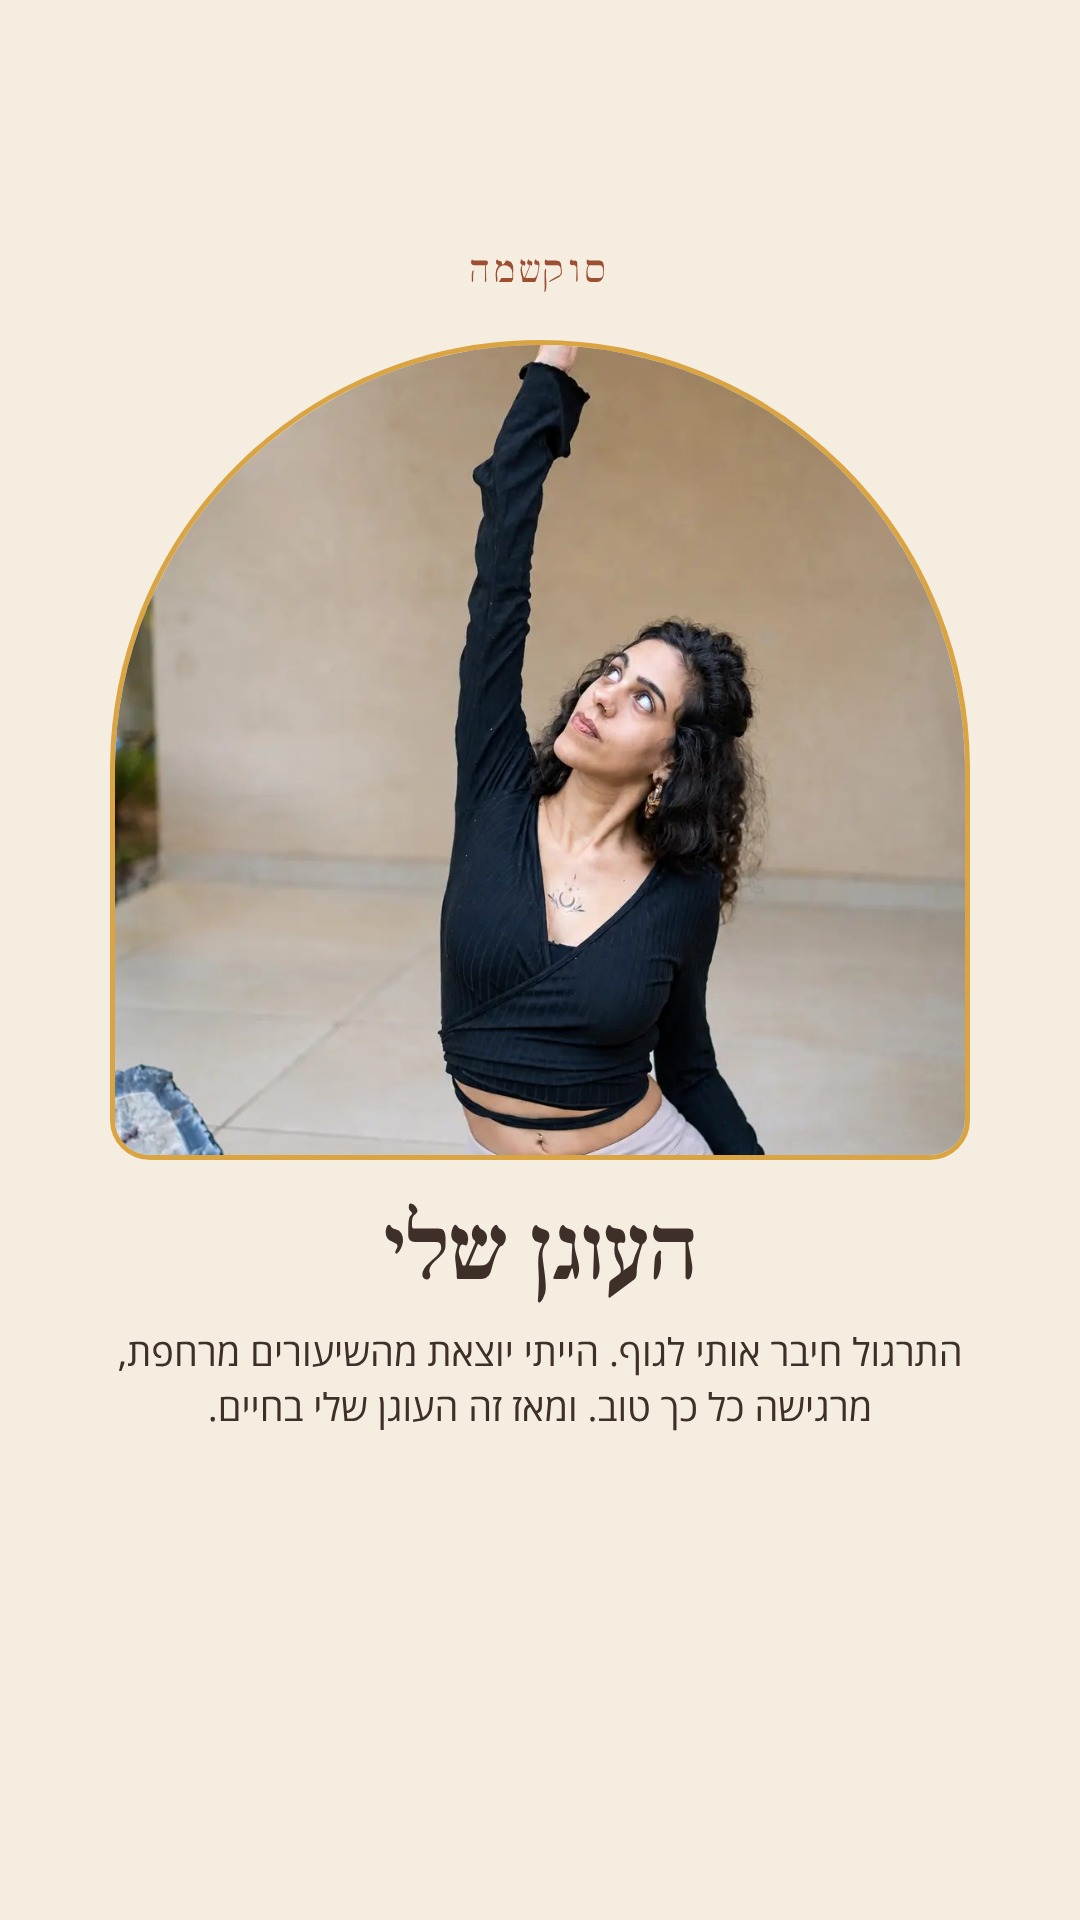 סוקשמה
העוגן שלי
התרגול חיבר אותי לגוף. הייתי יוצאת מהשיעורים מרחפת,
מרגישה כל כך טוב. ומאז זה העוגן שלי בחיים.